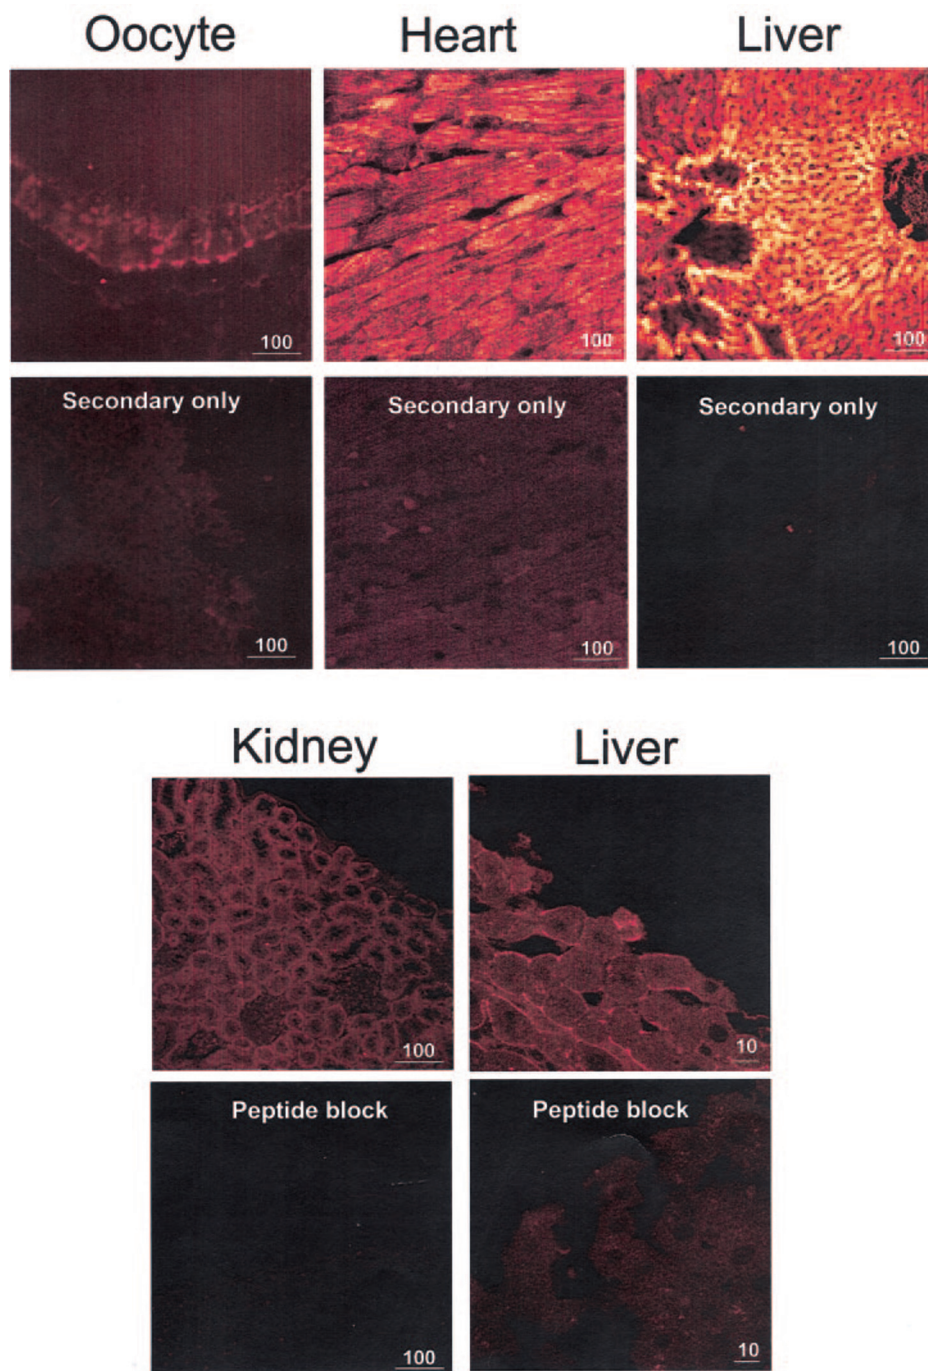 Oocyte Heart Liver
100 100 100
Secondary only Secondary only Secondary only
100 100 100
Kidney Liver
100 10
Peptide block Peptide block
100 10